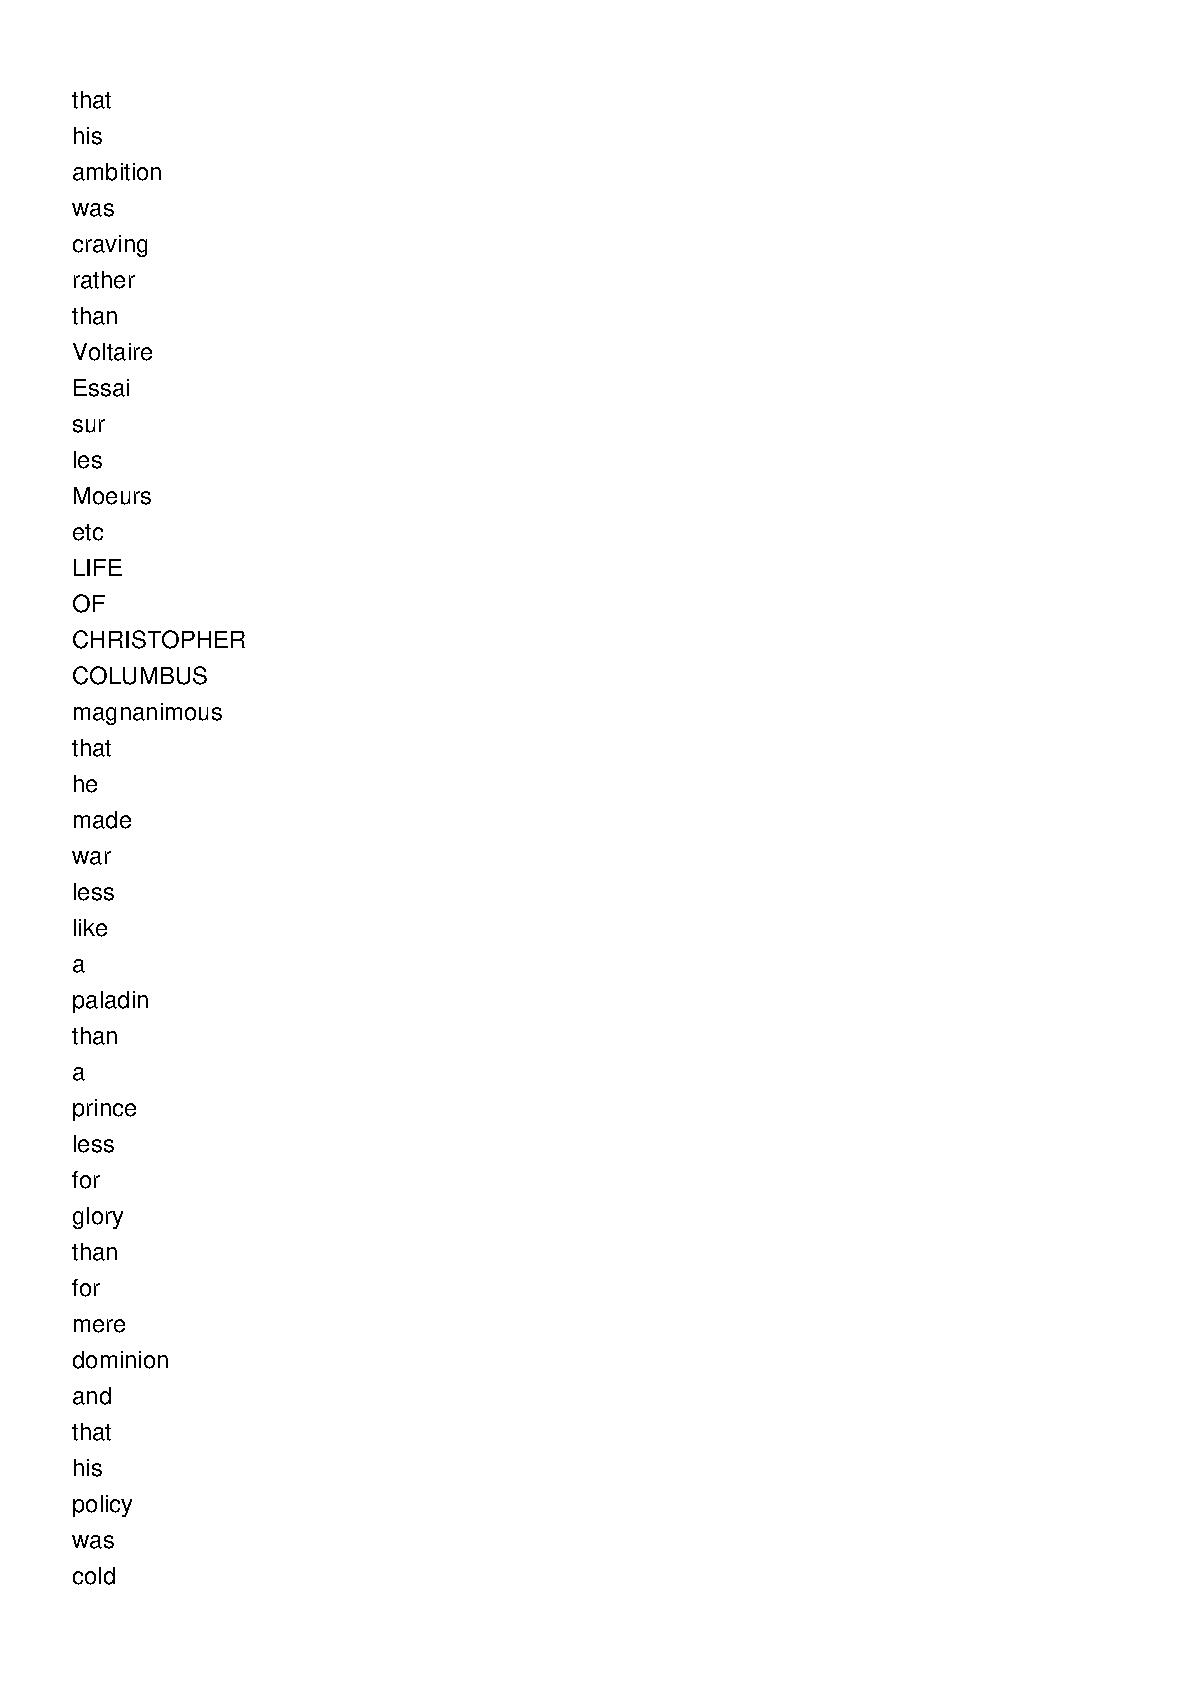 that
his
ambition
was
craving
rather
than
Voltaire
Essai
sur
les
Moeurs
etc
LIFE
OF
CHRISTOPHER
COLUMBUS
magnanimous
that
he
made
war
less
like
a
paladin
than
a
prince
less
for
glory
than
for
mere
dominion
and
that
his
policy
was
cold